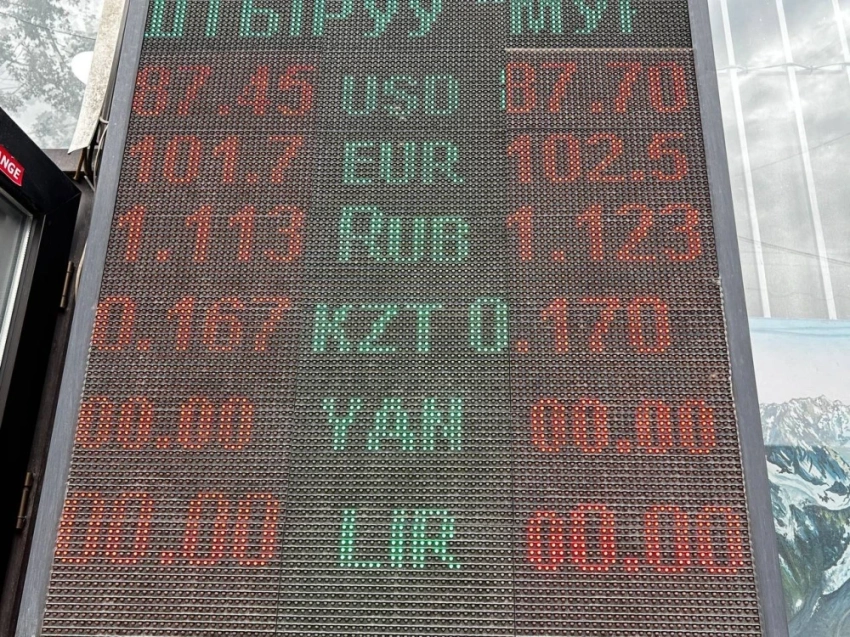 87.45 USD 87.70
101.7 EUR 102.5
1.113 RUB 1.123
0.167 KZT 0.170
00.00 YAN 00.00
00.00 LIR 00.00
NGE